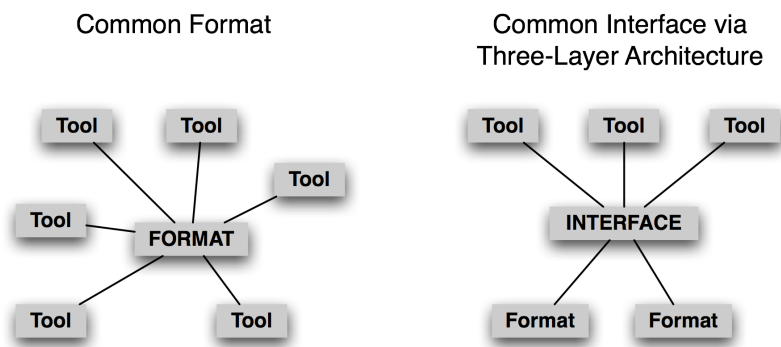 Common Format
Common Interface via
Three-Layer Architecture
Tool
Tool
Tool
Tool
FORMAT
Tool
Tool
Tool
Tool
Tool
INTERFACE
Format
Format